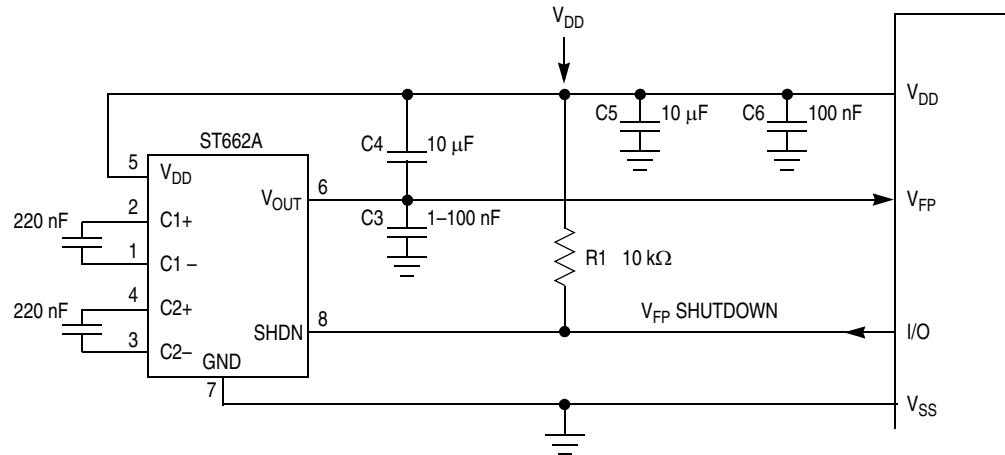 V_DD
V_DD
C5 10 μF
C6 100 nF
ST662A
C4 10 μF
5 V_DD
V_OUT 6
V_FP
2 C1+
220 nF
C3 1–100 nF
1 C1 –
R1 10 kΩ
4 C2+
220 nF
V_FP SHUTDOWN
SHDN 8
I/O
3 C2–
GND
7
V_SS